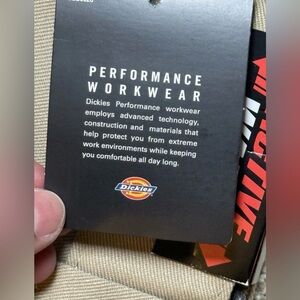 PERFORMANCE
WORKWEAR
Dickies Performance workwear
employs advanced technology,
construction and materials that
help protect you from extreme
work environments while keeping
you comfortable all day long.
Dickies